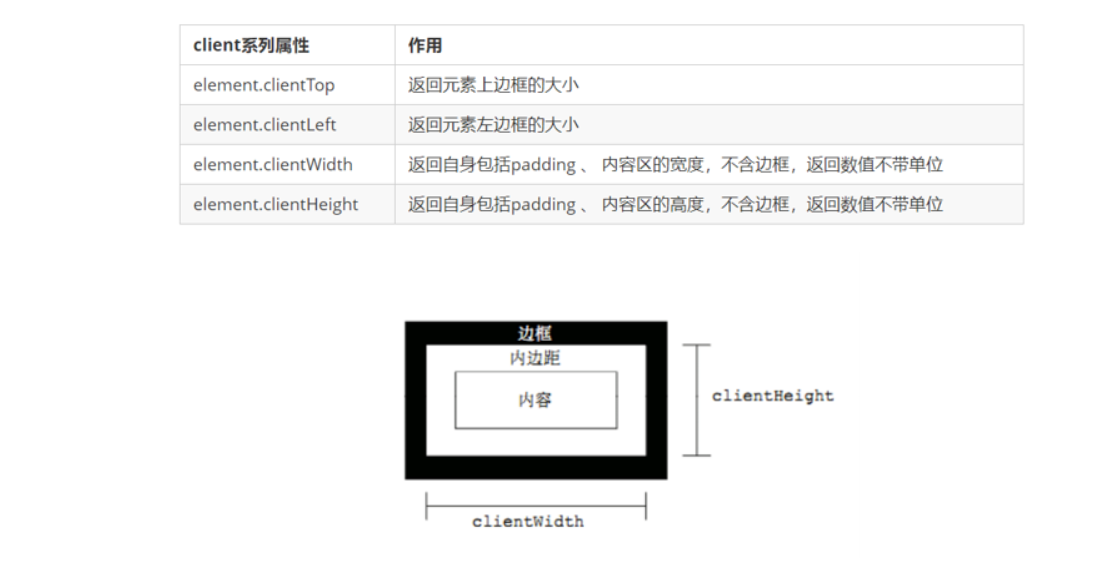 client系列属性 作用
element.clientTop 返回元素上边框的大小
element.clientLeft 返回元素左边框的大小
element.clientWidth 返回自身包括padding 、 内容区的宽度，不含边框，返回数值不带单位
element.clientHeight 返回自身包括padding 、 内容区的高度，不含边框，返回数值不带单位
边框
内边距
内容
clientHeight
clientWidth